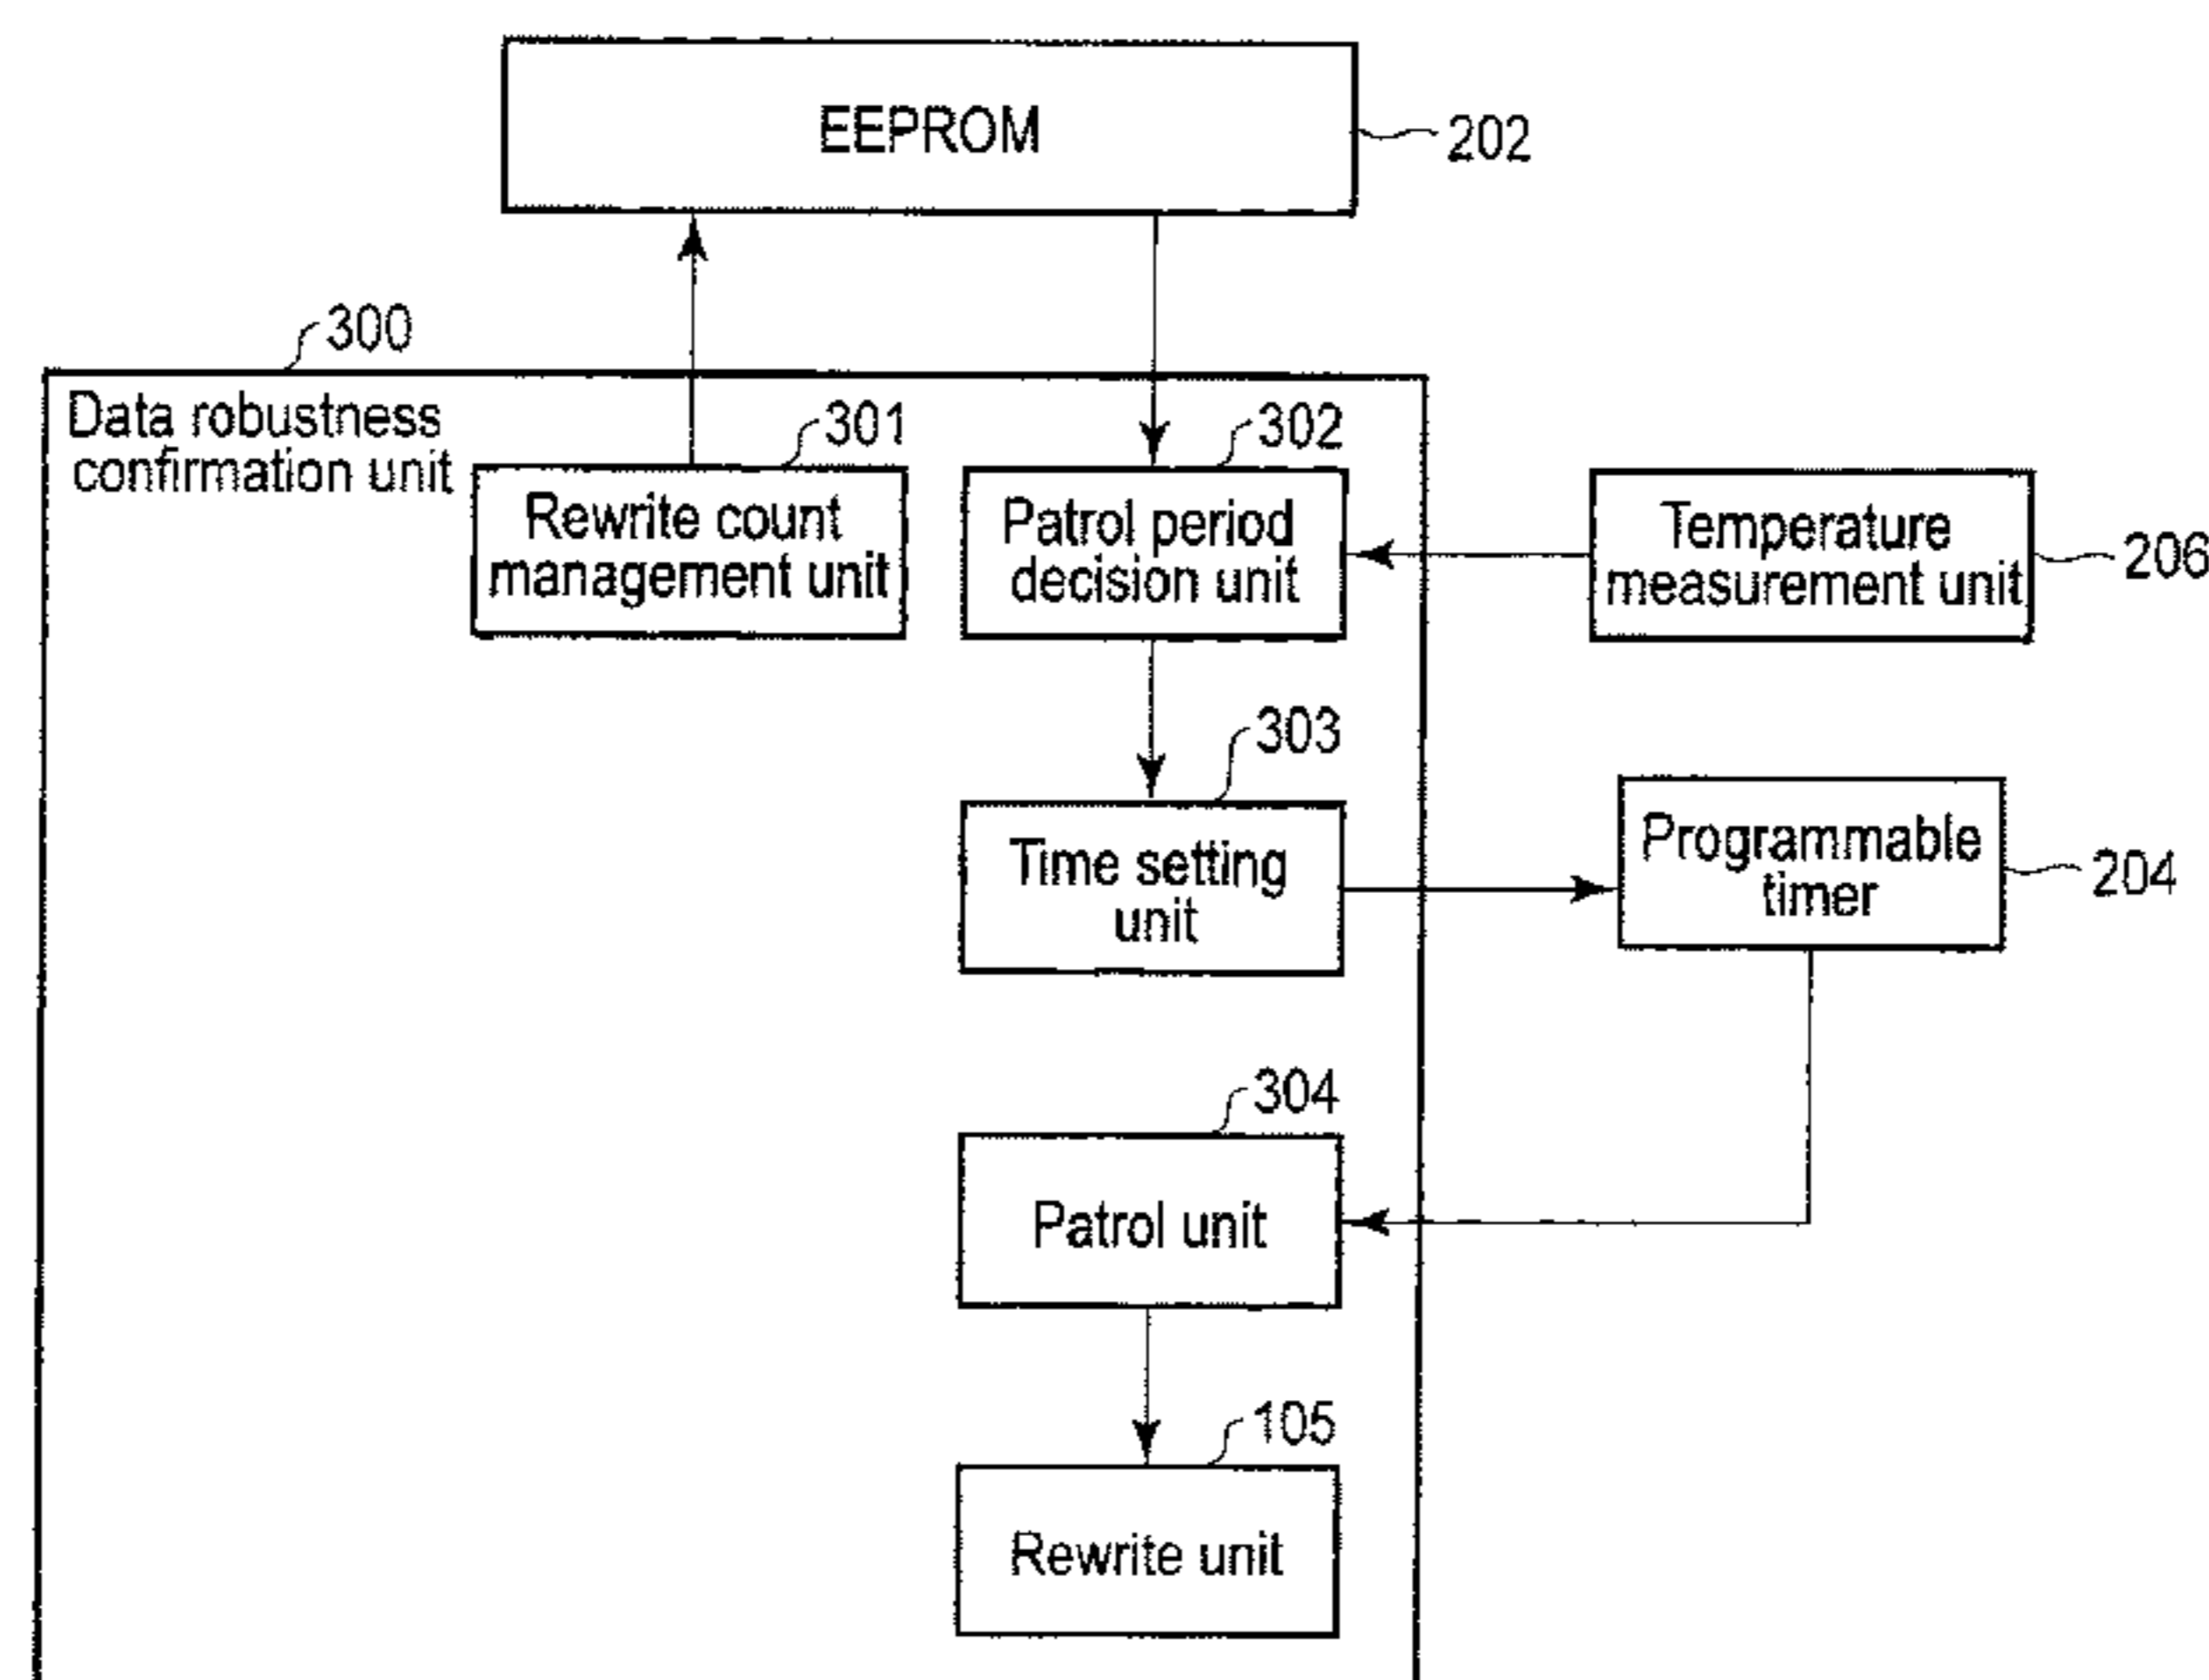 EEPROM
202
300
Data robustness
confirmation unit
301
302
Rewrite count
management unit
Patrol period
decision unit
Temperature
measurement unit
206
303
Time setting
unit
Programmable
timer
204
304
Patrol unit
105
Rewrite unit